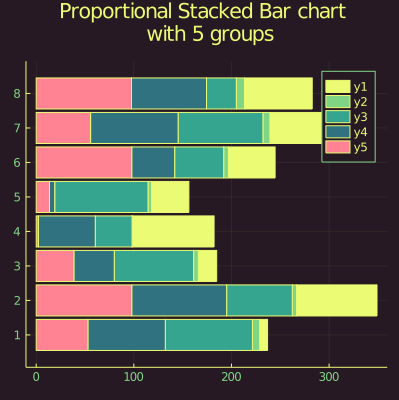 Proportional Stacked Bar chart
with 5 groups
8
7
6
5
4
3
2
1
0 100 200 300
y1
y2
y3
y4
y5